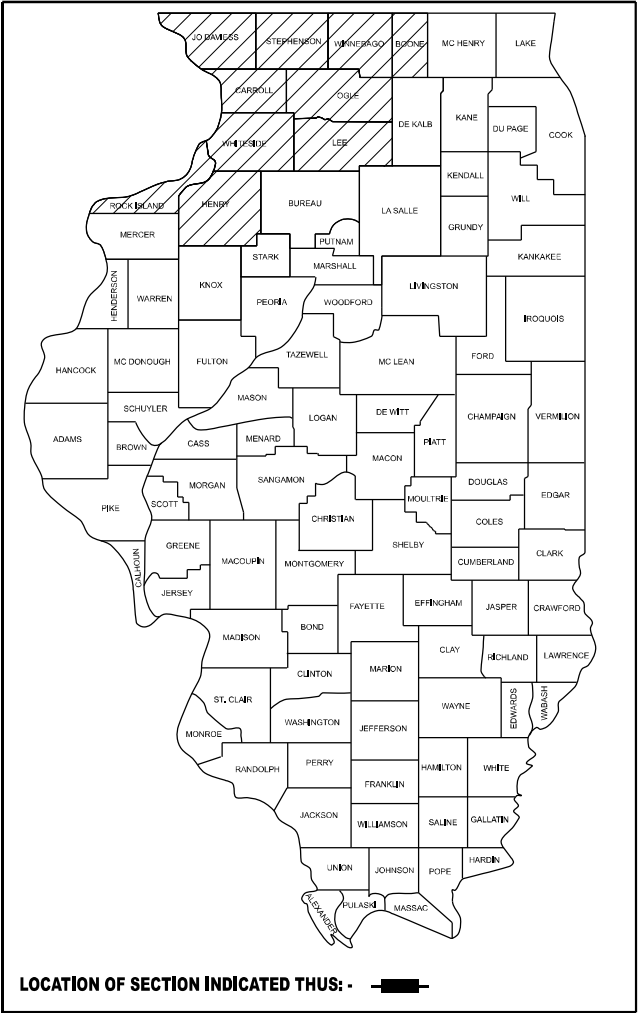 JO DAVIESS
STEPHENSON
WINNEBAGO
BOONE
MC HENRY
LAKE
CARROLL
OGLE
DE KALB
KANE
DU PAGE
COOK
WHITESIDE
LEE
KENDALL
WILL
ROCK ISLAND
HENRY
BUREAU
LA SALLE
GRUNDY
MERCER
PUTNAM
KANKAKEE
STARK
MARSHALL
HENDERSON
WARREN
KNOX
PEORIA
WOODFORD
LIVINGSTON
IROQUOIS
HANCOCK
MC DONOUGH
FULTON
TAZEWELL
MC LEAN
FORD
MASON
SCHUYLER
LOGAN
DE WITT
CHAMPAIGN
VERMILION
ADAMS
BROWN
CASS
MENARD
MACON
PIATT
PIKE
SCOTT
MORGAN
SANGAMON
CHRISTIAN
MOULTRIE
DOUGLAS
EDGAR
COLES
GREENE
CALHOUN
MACOUPIN
MONTGOMERY
SHELBY
CUMBERLAND
CLARK
JERSEY
FAYETTE
EFFINGHAM
JASPER
CRAWFORD
MADISON
BOND
CLAY
RICHLAND
LAWRENCE
CLINTON
MARION
ST. CLAIR
WASHINGTON
WAYNE
EDWARDS
WABASH
MONROE
JEFFERSON
RANDOLPH
PERRY
HAMILTON
WHITE
FRANKLIN
JACKSON
WILLIAMSON
SALINE
GALLATIN
UNION
JOHNSON
POPE
HARDIN
ALEXANDER
PULASKI
MASSAC
LOCATION OF SECTION INDICATED THUS: -